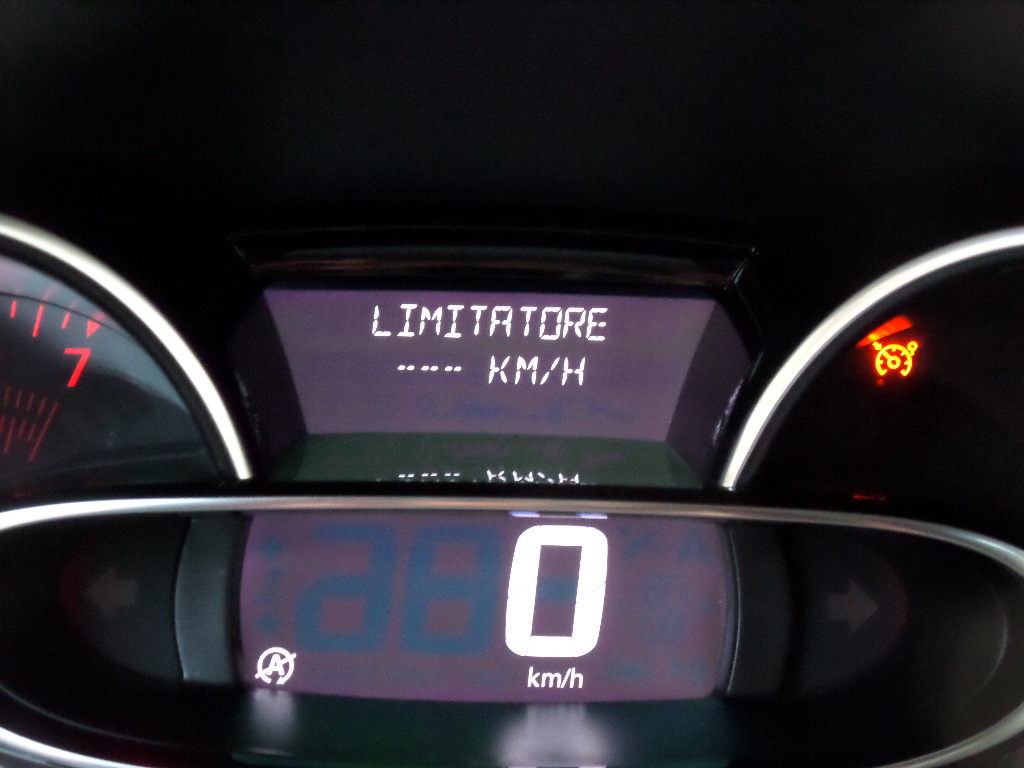 LIMITATORE
--- KM/H
7
0
A
km/h